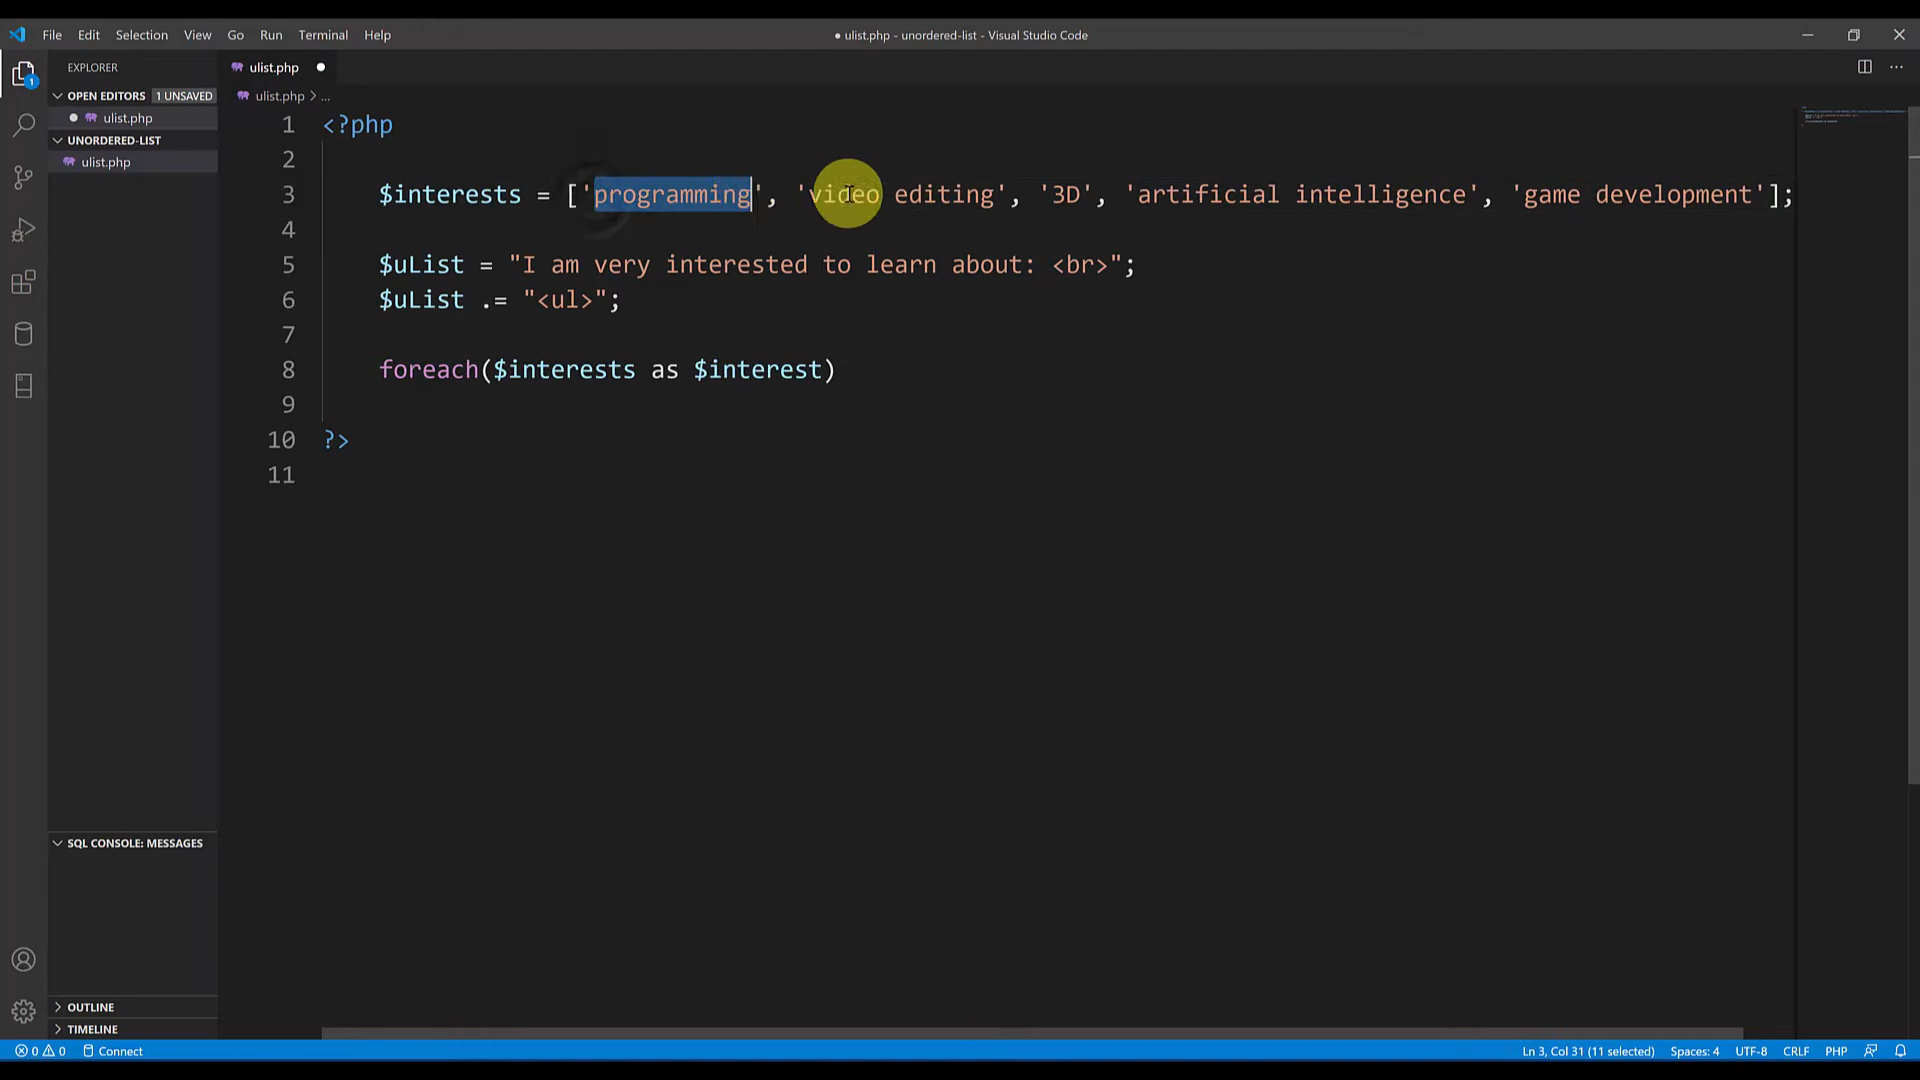 File Edit Selection View Go Run Terminal Help
● ulist.php - unordered-list - Visual Studio Code
EXPLORER
ulist.php
OPEN EDITORS 1 UNSAVED
ulist.php
UNORDERED-LIST
ulist.php
ulist.php > ...
1 <?php
2
3 $interests = ['programming', 'video editing', '3D', 'artificial intelligence', 'game development'];
4
5 $uList = "I am very interested to learn about: <br>";
6 $uList .= "<ul>";
7
8 foreach($interests as $interest)
9
10 ?>
11
SQL CONSOLE: MESSAGES
OUTLINE
TIMELINE
0 0 Connect
Ln 3, Col 31 (11 selected) Spaces: 4 UTF-8 CRLF PHP
1